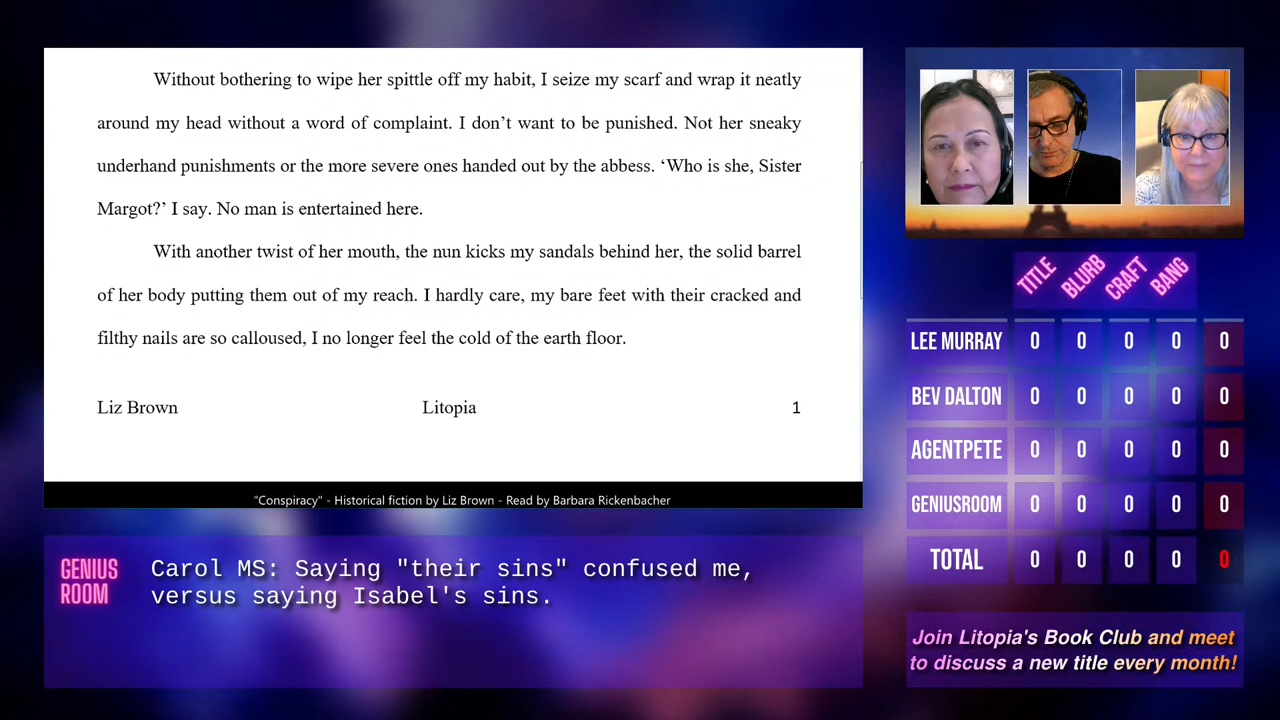 Without bothering to wipe her spittle off my habit, I seize my scarf and wrap it neatly
around my head without a word of complaint. I don’t want to be punished. Not her sneaky
underhand punishments or the more severe ones handed out by the abbess. ‘Who is she, Sister
Margot?’ I say. No man is entertained here.
With another twist of her mouth, the nun kicks my sandals behind her, the solid barrel
of her body putting them out of my reach. I hardly care, my bare feet with their cracked and
filthy nails are so calloused, I no longer feel the cold of the earth floor.
Liz Brown Litopia 1
"Conspiracy" - Historical fiction by Liz Brown - Read by Barbara Rickenbacher
GENIUS
ROOM
Carol MS: Saying "their sins" confused me,
versus saying Isabel's sins.
TITLE BLURB CRAFT BANG
LEE MURRAY 0 0 0 0 0
BEV DALTON 0 0 0 0 0
AGENTPETE 0 0 0 0 0
GENIUSROOM 0 0 0 0 0
TOTAL 0 0 0 0 0
Join Litopia's Book Club and meet
to discuss a new title every month!